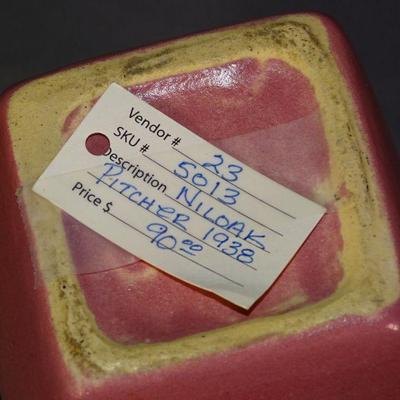 Vendor # 23
SKU # 5013
Description NILOAK
PITCHER 1938
Price $ 90.00